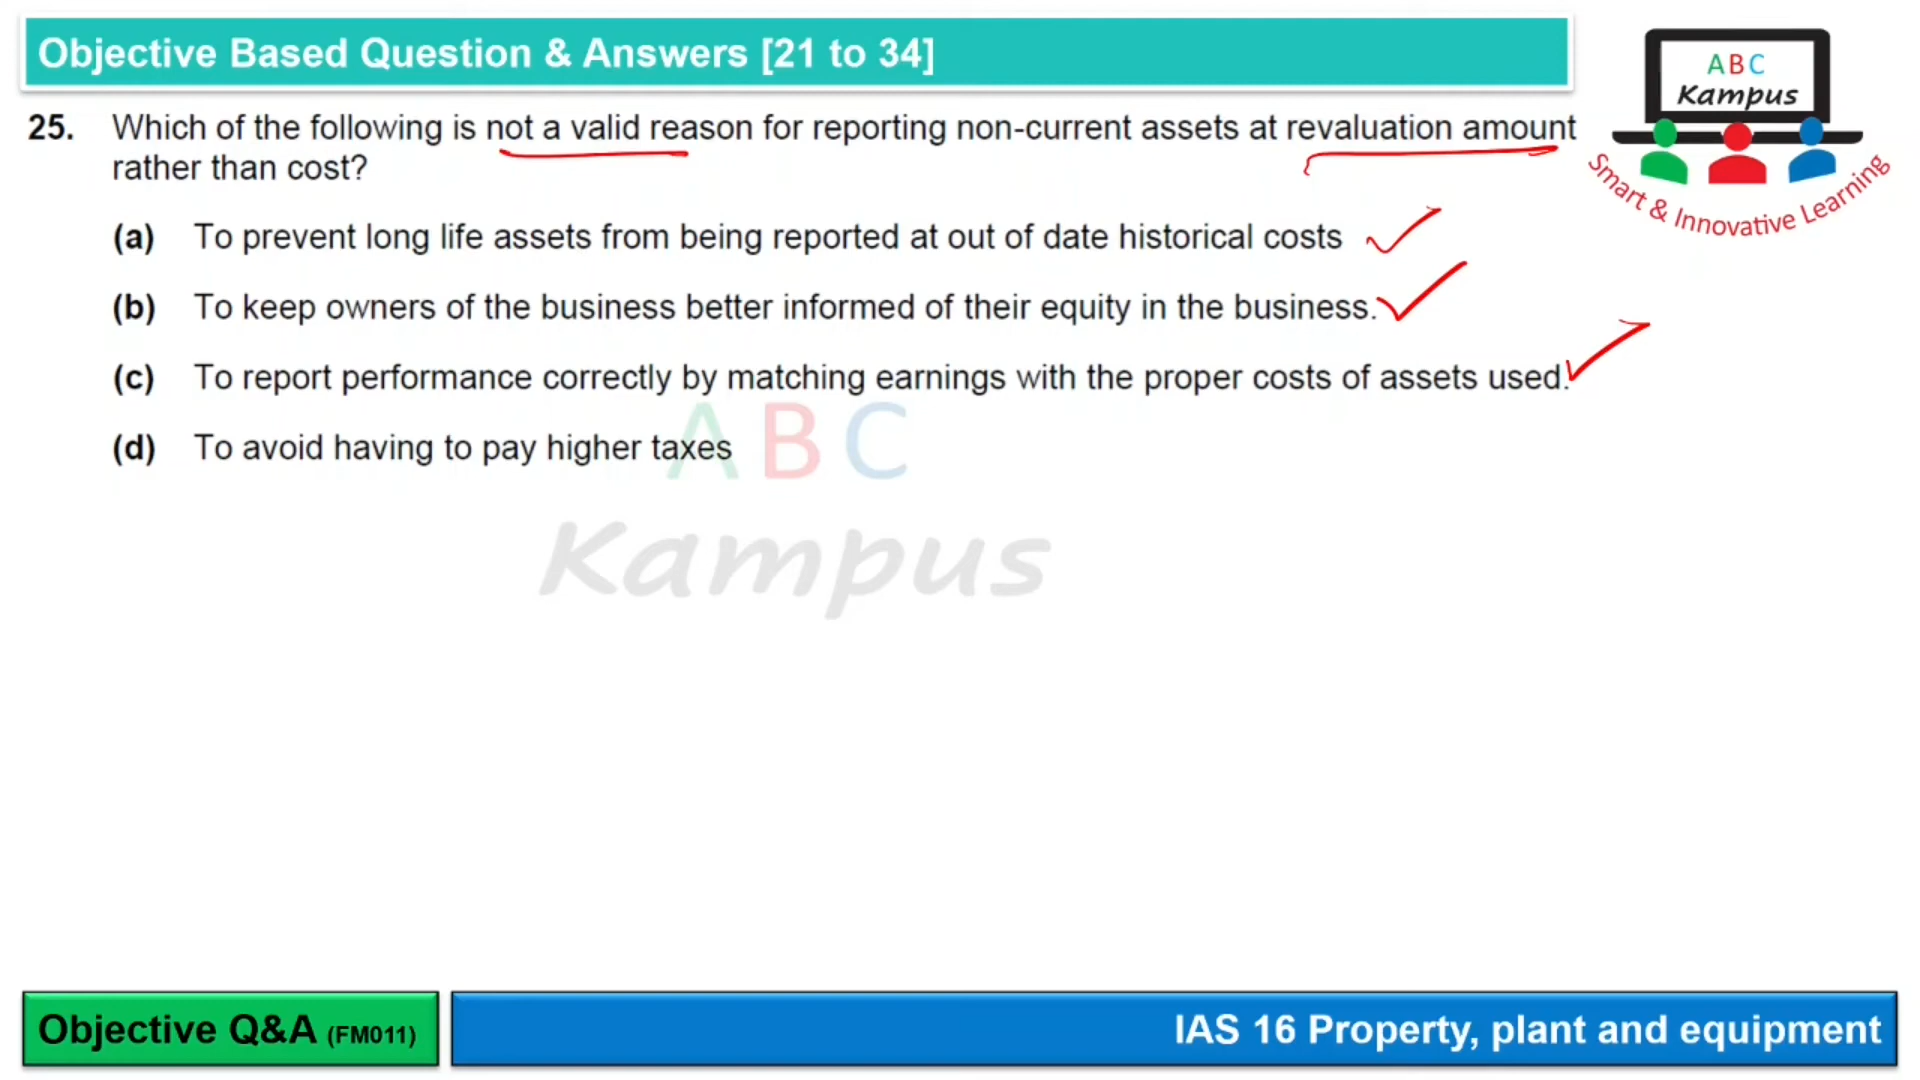 Objective Based Question & Answers [21 to 34]
ABC
Kampus
Smart & Innovative Learning
25. Which of the following is not a valid reason for reporting non-current assets at revaluation amount
rather than cost?
(a) To prevent long life assets from being reported at out of date historical costs
(b) To keep owners of the business better informed of their equity in the business.
(c) To report performance correctly by matching earnings with the proper costs of assets used.
(d) To avoid having to pay higher taxes
ABC
Kampus
Objective Q&A (FM011)
IAS 16 Property, plant and equipment